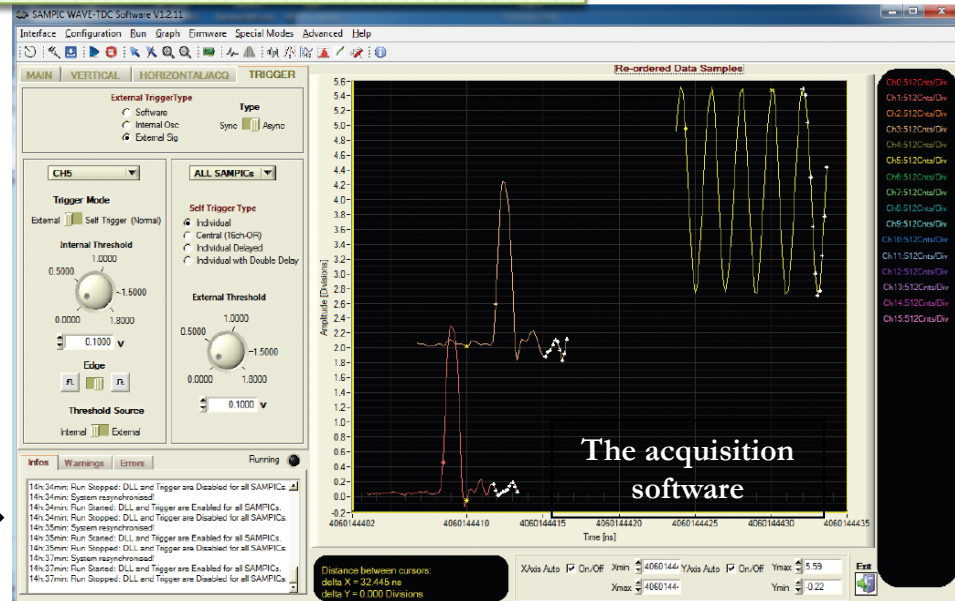 SAMPIC WAVE-TDC Software V1.2.11
Interface Configuration Run Graph Firmware Special Modes Advanced Help
MAIN VERTICAL HORIZONTAL/ACQ TRIGGER
External TriggerType
Software
Internal Osc
External Sig
Type
Sync Async
CH5
Trigger Mode
External Self Trigger (Normal)
Internal Threshold
1.0000
0.5000
1.5000
0.0000 1.8000
0.1000 V
Edge
Threshold Source
Internal External
ALL SAMPICs
Self Trigger Type
Individual
Central (16ch-OR)
Individual Delayed
Individual with Double Delay
External Threshold
1.0000
0.5000
1.5000
0.0000 1.8000
0.1000 V
Infos Warnings Errors
Running
14h:34min: Run Stopped: DLL and Trigger are Disabled for all SAMPICs.
14h:34min: System resynchronised!
14h:34min: Run Started: DLL and Trigger are Enabled for all SAMPICs.
14h:34min: Run Stopped: DLL and Trigger are Disabled for all SAMPICs.
14h:35min: System resynchronised!
14h:35min: Run Started: DLL and Trigger are Enabled for all SAMPICs.
14h:35min: Run Stopped: DLL and Trigger are Disabled for all SAMPICs.
14h:37min: System resynchronised!
14h:37min: Run Started: DLL and Trigger are Enabled for all SAMPICs.
14h:37min: Run Stopped: DLL and Trigger are Disabled for all SAMPICs.
Re-ordered Data Samples
Amplitude [Divisions]
5.6
5.4
5.2
5.0
4.8
4.6
4.4
4.2
4.0
3.8
3.6
3.4
3.2
3.0
2.8
2.6
2.4
2.2
2.0
1.8
1.6
1.4
1.2
1.0
0.8
0.6
0.4
0.2
0.0
-0.2
4060144402 4060144410 4060144415 4060144420 4060144425 4060144430 4060144435
Time [ns]
The acquisition
software
Ch0:512Cnts/Div
Ch1:512Cnts/Div
Ch2:512Cnts/Div
Ch3:512Cnts/Div
Ch4:512Cnts/Div
Ch5:512Cnts/Div
Ch6:512Cnts/Div
Ch7:512Cnts/Div
Ch8:512Cnts/Div
Ch9:512Cnts/Div
Ch10:512Cnts/Div
Ch11:512Cnts/Div
Ch12:512Cnts/Div
Ch13:512Cnts/Div
Ch14:512Cnts/Div
Ch15:512Cnts/Div
Distance between cursors:
delta X = 32.445 ns
delta Y = 0.000 Divisions
XAxis Auto On/Off Xmin 4060144 YAxis Auto On/Off Ymax 5.59
Xmax 4060144 Ymin -0.22
Exit